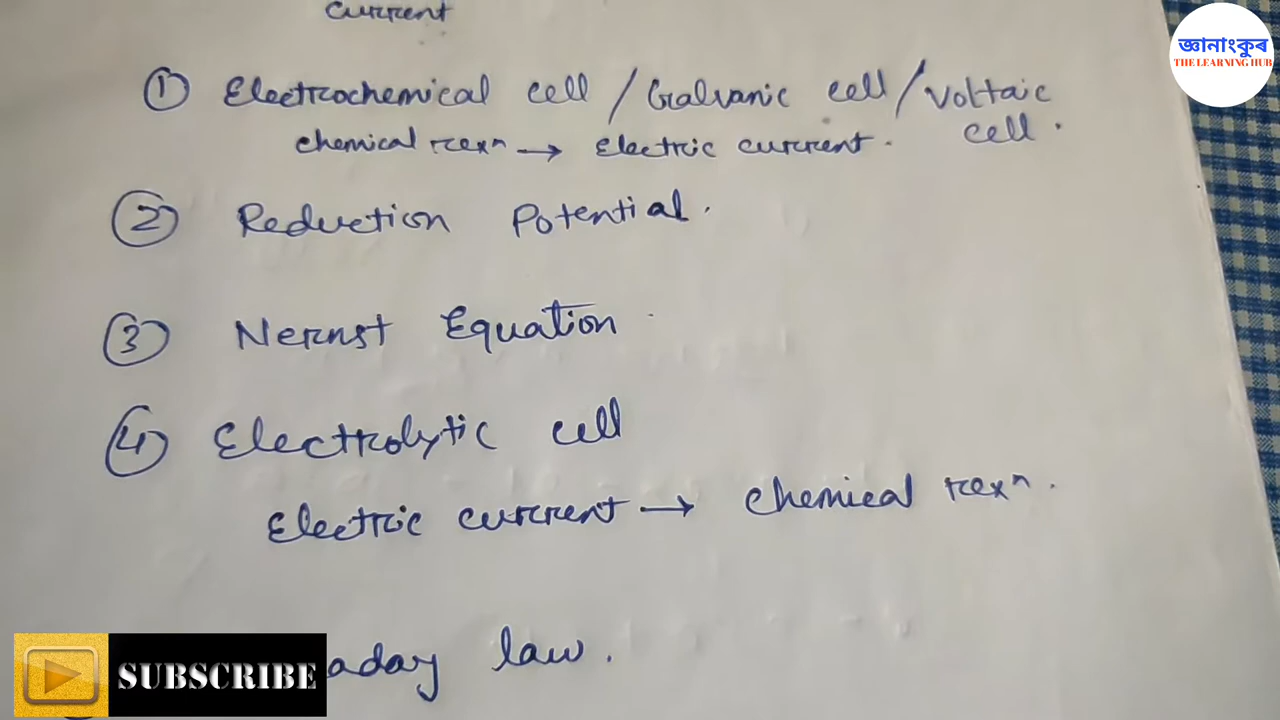 current
জ্ঞানাংকুৰ
THE LEARNING HUB
① Electrochemical cell / Galvanic cell / Voltaic cell.
chemical rexⁿ → Electric current.
② Reduction Potential.
③ Nernst Equation
④ Electrolytic cell
Electric current → chemical rexⁿ.
aday law.
SUBSCRIBE